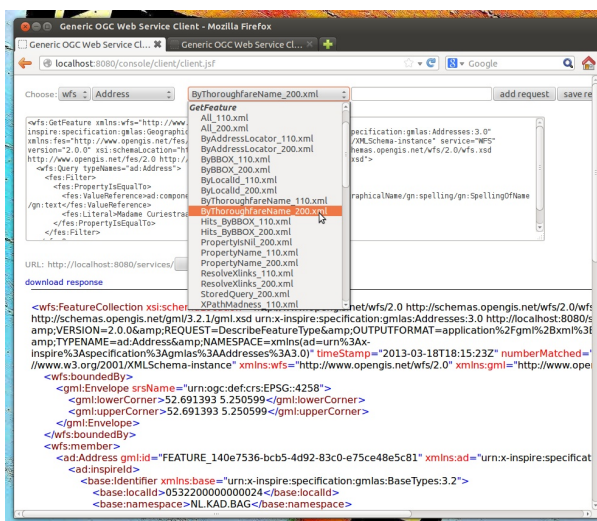 Generic OGC Web Service Client - Mozilla Firefox
Generic OGC Web Service Cl... Generic OGC Web Service Cl...
localhost:8080/console/client/client.jsf Google
Choose: wfs Address ByThoroughfareName_200.xml add request save re
GetFeature
All_110.xml
All_200.xml
ByAddressLocator_110.xml
ByAddressLocator_200.xml
ByBBOX_110.xml
ByBBOX_200.xml
ByLocalId_110.xml
ByLocalId_200.xml
ByThoroughfareName_110.xml
ByThoroughfareName_200.xml
Hits_ByBBOX_110.xml
Hits_ByBBOX_200.xml
PropertyIsNil_200.xml
PropertyName_110.xml
PropertyName_200.xml
ResolveXlinks_110.xml
ResolveXlinks_200.xml
StoredQuery_200.xml
XPathMadness_110.xml
<wfs:GetFeature xmlns:wfs="http://www.
inspire:specification:gmlas:Geographic pecification:gmlas:Addresses:3.0"
xmlns:fes="http://www.opengis.net/fes/ /XMLSchema-instance" service="WFS"
version="2.0.0" xsi:schemaLocation="ht s.opengis.net/wfs/2.0/wfs.xsd
http://www.opengis.net/fes/2.0 http:/ xsd">
<wfs:Query typeNames="ad:Address">
<fes:Filter>
<fes:PropertyIsEqualTo>
<fes:ValueReference>ad:compone raphicalName/gn:spelling/gn:SpellingOfName
/gn:text</fes:ValueReference>
<fes:Literal>Madame Curiestraa
</fes:PropertyIsEqualTo>
</fes:Filter>
URL: http://localhost:8080/services/
download response
<wfs:FeatureCollection xsi:sche .net/wfs/2.0 http://schemas.opengis.net/wfs/2.0/wfs
http://schemas.opengis.net/gml/3.2.1/gml.xsd urn:x-inspire:specification:gmlas:Addresses:3.0 http://localhost:8080/s
amp;VERSION=2.0.0&amp;REQUEST=DescribeFeatureType&amp;OUTPUTFORMAT=application%2Fgml%2Bxml%3B
amp;TYPENAME=ad:Address&amp;NAMESPACE=xmlns(ad=urn%3Ax-
inspire%3Aspecification%3Agmlas%3AAddresses%3A3.0)" timeStamp="2013-03-18T18:15:23Z" numberMatched="
//www.w3.org/2001/XMLSchema-instance" xmlns:wfs="http://www.opengis.net/wfs/2.0" xmlns:gml="http://www.ope
<wfs:boundedBy>
<gml:Envelope srsName="urn:ogc:def:crs:EPSG::4258">
<gml:lowerCorner>52.691393 5.250599</gml:lowerCorner>
<gml:upperCorner>52.691393 5.250599</gml:upperCorner>
</gml:Envelope>
</wfs:boundedBy>
<wfs:member>
<ad:Address gml:id="FEATURE_140e7536-bcb5-4d92-83c0-e75ce48e5c81" xmlns:ad="urn:x-inspire:specificat
<ad:inspireId>
<base:Identifier xmlns:base="urn:x-inspire:specification:gmlas:BaseTypes:3.2">
<base:localId>0532200000000024</base:localId>
<base:namespace>NL.KAD.BAG</base:namespace>